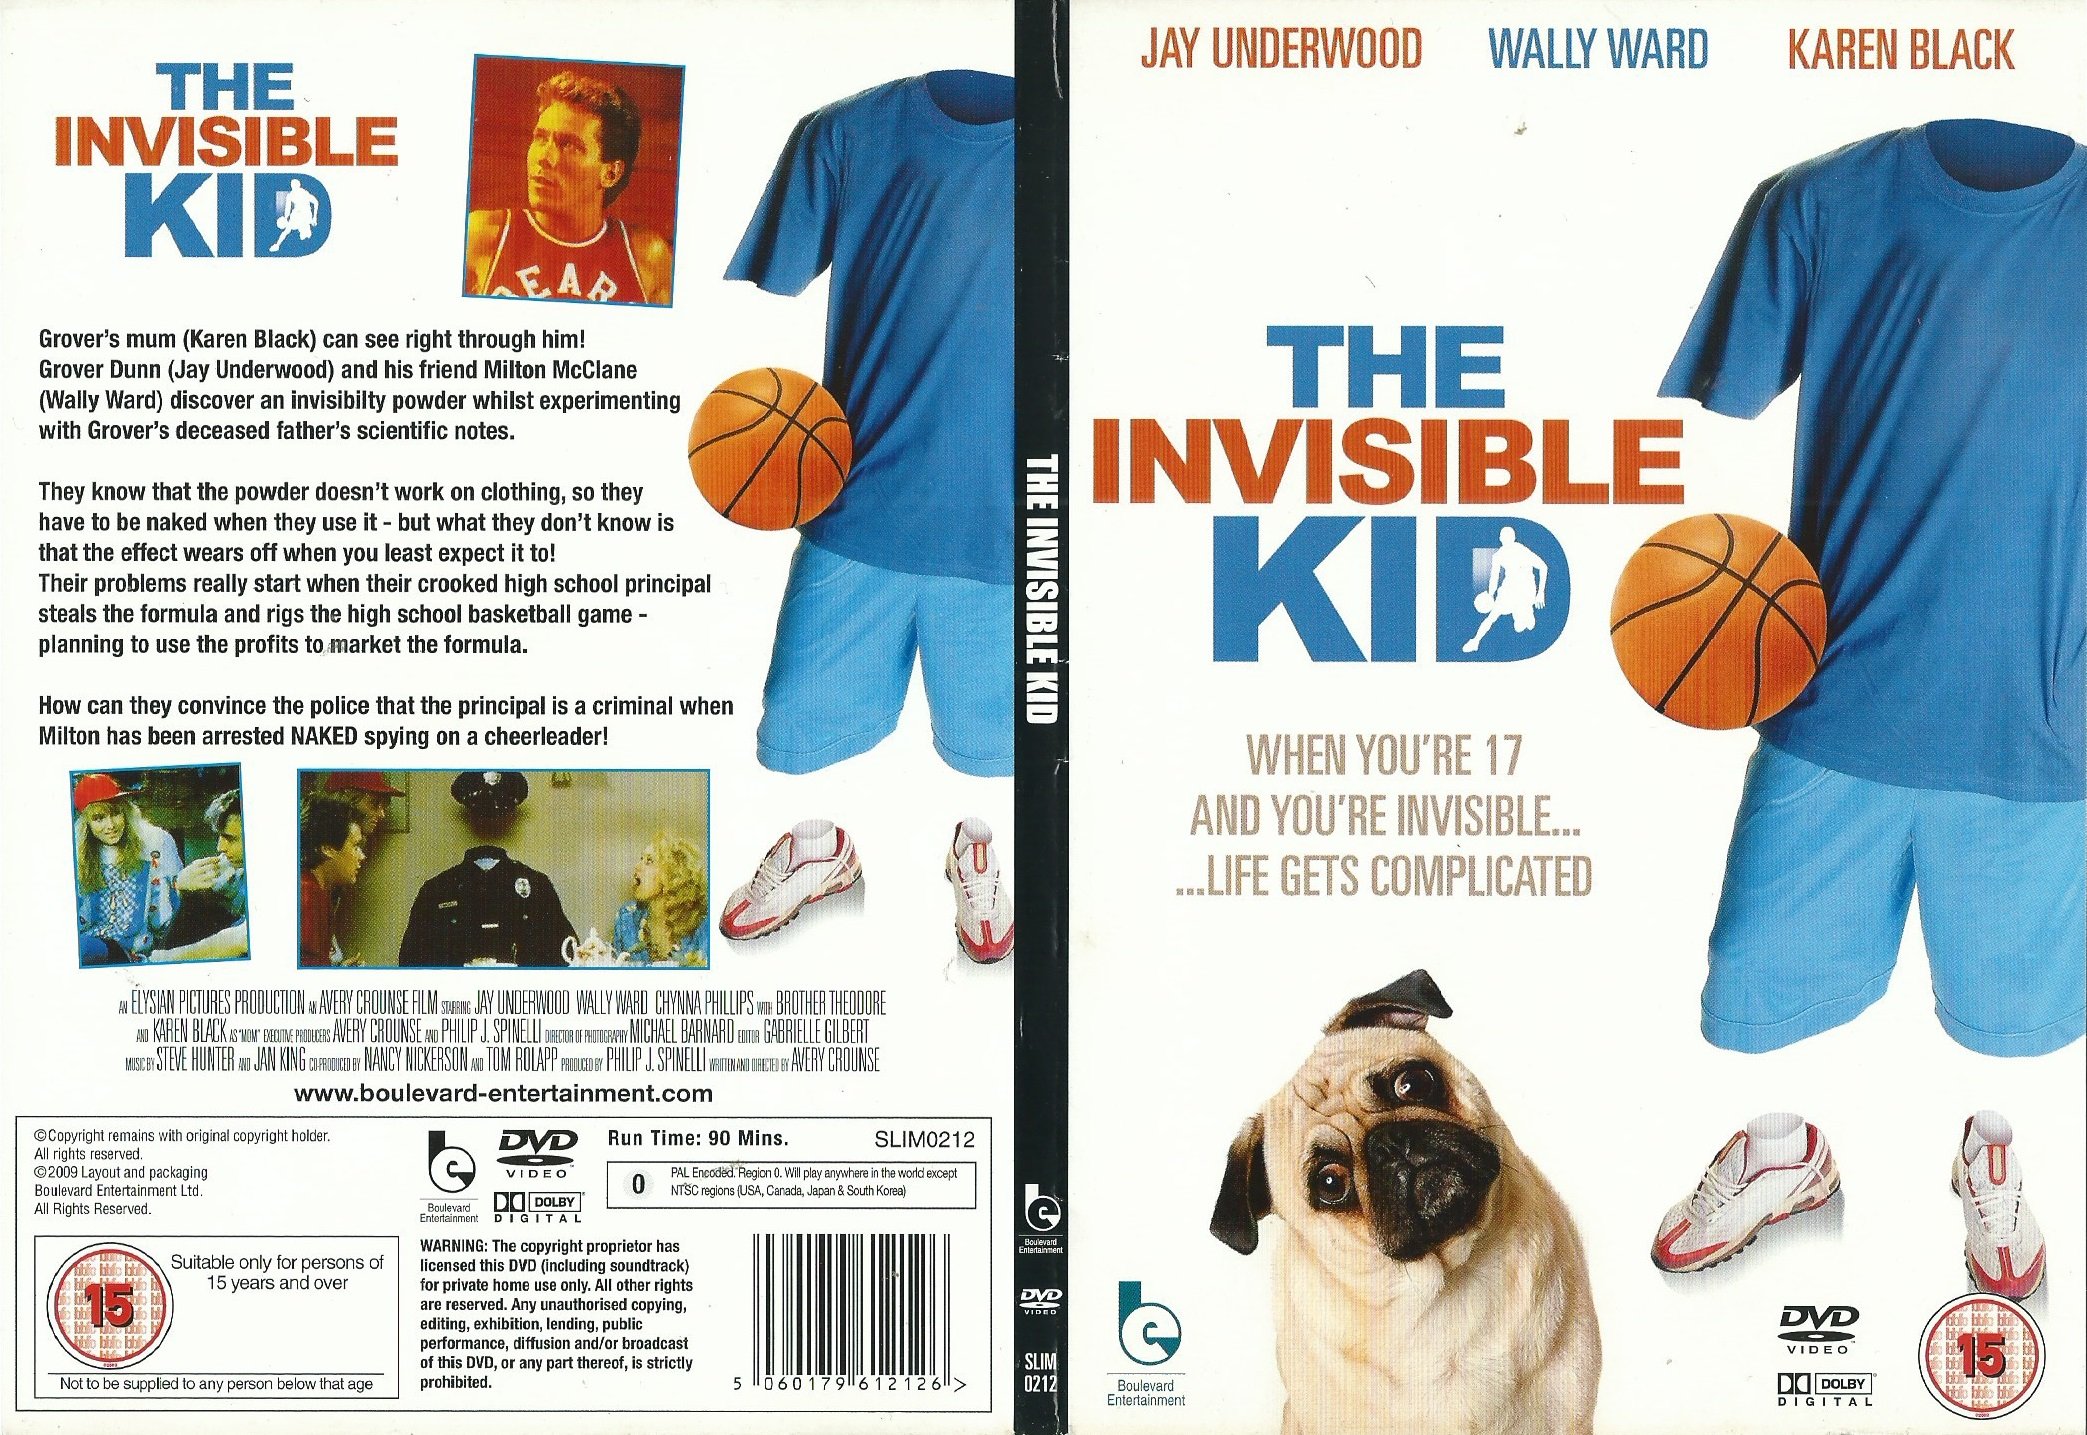 THE
INVISIBLE
KID
EAR
Grover's mum (Karen Black) can see right through him!
Grover Dunn (Jay Underwood) and his friend Milton McClane
(Wally Ward) discover an invisibilty powder whilst experimenting
with Grover's deceased father's scientific notes.
They know that the powder doesn't work on clothing, so they
have to be naked when they use it - but what they don't know is
that the effect wears off when you least expect it to!
Their problems really start when their crooked high school principal
steals the formula and rigs the high school basketball game -
planning to use the profits to market the formula.
How can they convince the police that the principal is a criminal when
Milton has been arrested NAKED spying on a cheerleader!
AN ELYSIAN PICTURES PRODUCTION AN AVERY CROUNSE FILM STARRING JAY UNDERWOOD WALLY WARD CHYNNA PHILLIPS WITH BROTHER THEODORE
AND KAREN BLACK AS "MOM" EXECUTIVE PRODUCERS AVERY CROUNSE AND PHILIP J. SPINELLI DIRECTOR OF PHOTOGRAPHY MICHAEL BARNARD EDITOR GABRIELLE GILBERT
MUSIC BY STEVE HUNTER AND JAN KING CO-PRODUCED BY NANCY NICKERSON AND TOM ROLAPP PRODUCED BY PHILIP J. SPINELLI WRITTEN AND DIRECTED BY AVERY CROUNSE
www.boulevard-entertainment.com
©Copyright remains with original copyright holder.
All rights reserved.
©2009 Layout and packaging
Boulevard Entertainment Ltd.
All Rights Reserved.
be
Boulevard
Entertainment
DVD
VIDEO
DOLBY
DIGITAL
Run Time: 90 Mins.
SLIM0212
0
PAL Encoded. Region 0. Will play anywhere in the world except
NTSC regions (USA, Canada, Japan & South Korea)
15
Suitable only for persons of
15 years and over
Not to be supplied to any person below that age
WARNING: The copyright proprietor has
licensed this DVD (including soundtrack)
for private home use only. All other rights
are reserved. Any unauthorised copying,
editing, exhibition, lending, public
performance, diffusion and/or broadcast
of this DVD, or any part thereof, is strictly
prohibited.
5 060179 612126 >
THE INVISIBLE KID
be
Boulevard
Entertainment
DVD
VIDEO
SLIM
0212
JAY UNDERWOOD WALLY WARD KAREN BLACK
THE
INVISIBLE
KID
WHEN YOU'RE 17
AND YOU'RE INVISIBLE...
...LIFE GETS COMPLICATED
be
Boulevard
Entertainment
DVD
VIDEO
DOLBY
DIGITAL
15